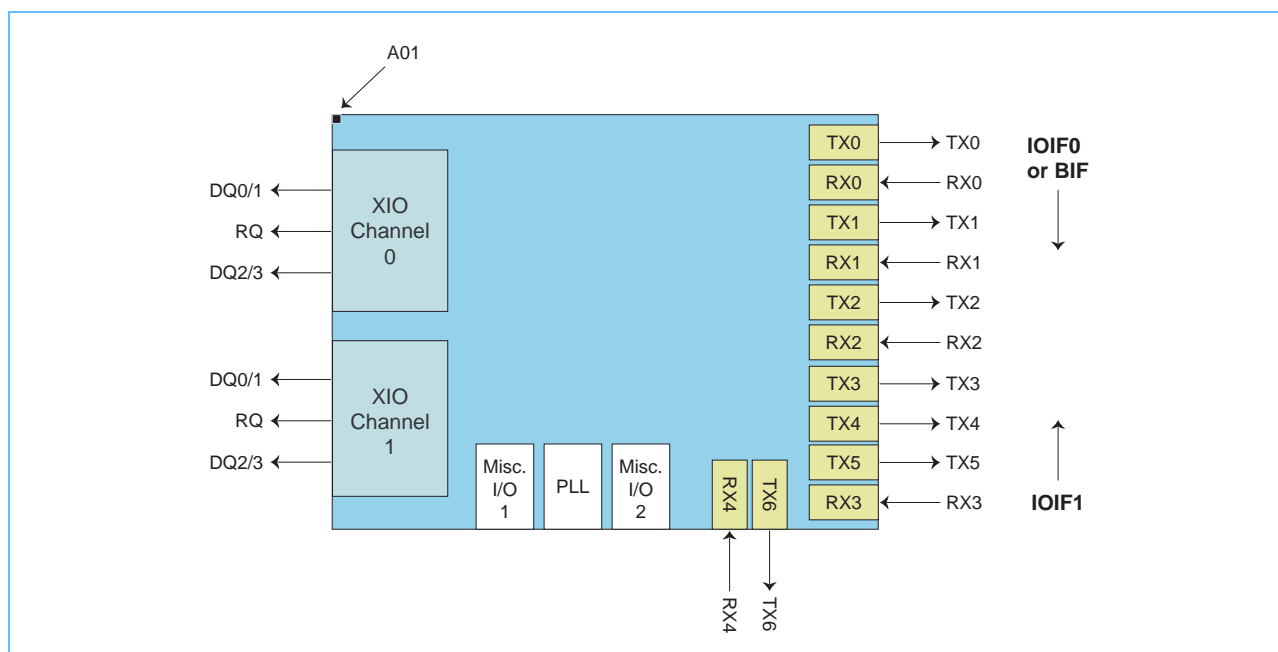 A01
DQ0/1
RQ
DQ2/3
XIO
Channel
0
DQ0/1
RQ
DQ2/3
XIO
Channel
1
Misc.
I/O
1
PLL
Misc.
I/O
2
RX4
TX6
RX4
TX6
TX0 TX0
RX0 RX0
TX1 TX1
RX1 RX1
TX2 TX2
RX2 RX2
TX3 TX3
TX4 TX4
TX5 TX5
RX3 RX3
IOIF0
or BIF
IOIF1